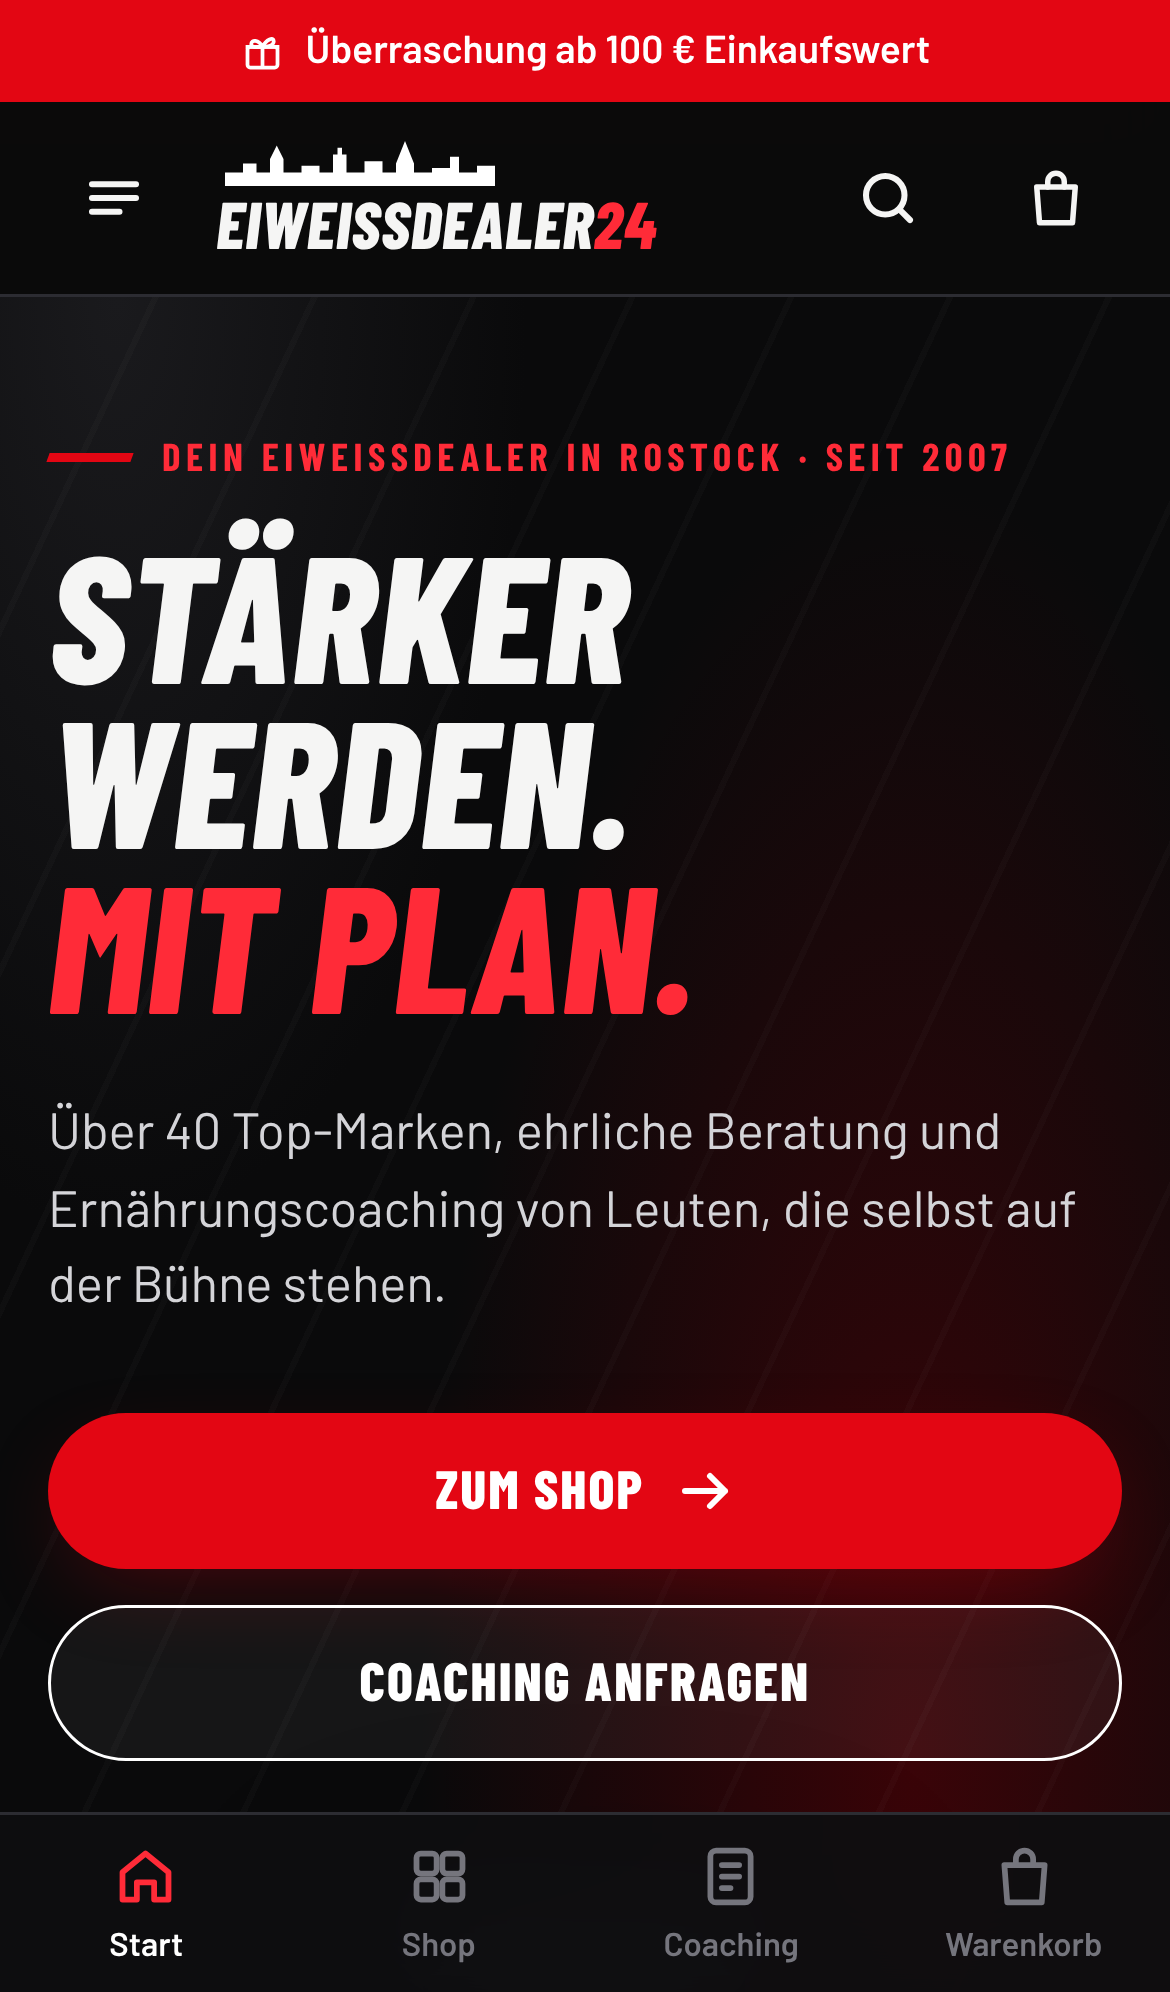 Überraschung ab 100 € Einkaufswert
EIWEISSDEALER24
DEIN EIWEISSDEALER IN ROSTOCK · SEIT 2007
STÄRKER
WERDEN.
MIT PLAN.
Über 40 Top-Marken, ehrliche Beratung und
Ernährungscoaching von Leuten, die selbst auf
der Bühne stehen.
ZUM SHOP →
COACHING ANFRAGEN
Start
Shop
Coaching
Warenkorb